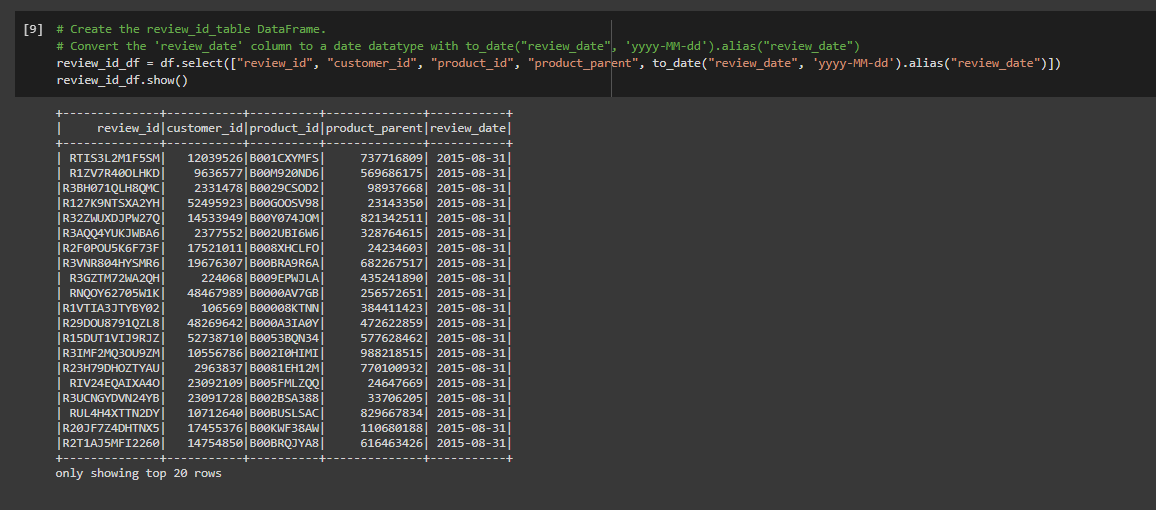 [9] # Create the review_id_table DataFrame.
# Convert the 'review_date' column to a date datatype with to_date("review_date", 'yyyy-MM-dd').alias("review_date")
review_id_df = df.select(["review_id", "customer_id", "product_id", "product_parent", to_date("review_date", 'yyyy-MM-dd').alias("review_date")])
review_id_df.show()
+--------------+-----------+----------+--------------+-----------+
|     review_id|customer_id|product_id|product_parent|review_date|
+--------------+-----------+----------+--------------+-----------+
| RTIS3L2M1F5SM|   12039526|B001CXYMFS|     737716809| 2015-08-31|
| R1ZV7R40OLHKD|    9636577|B00M920ND6|     569686175| 2015-08-31|
|R3BH071QLH8QMC|    2331478|B0029CSOD2|      98937668| 2015-08-31|
|R127K9NTSXA2YH|   52495923|B00GOOSV98|      23143350| 2015-08-31|
|R32ZWUXDJPW27Q|   14533949|B00Y074JOM|     821342511| 2015-08-31|
|R3AQQ4YUKJWBA6|    2377552|B002UBI6W6|     328764615| 2015-08-31|
|R2F0POU5K6F73F|   17521011|B008XHCLFO|      24234603| 2015-08-31|
|R3VNR804HYSMR6|   19676307|B00BRA9R6A|     682267517| 2015-08-31|
| R3GZTM72WA2QH|     224068|B009EPWJLA|     435241890| 2015-08-31|
| RNQOY62705W1K|   48467989|B0000AV7GB|     256572651| 2015-08-31|
|R1VTIA3JTYBY02|     106569|B00008KTNN|     384411423| 2015-08-31|
|R29DOU8791QZL8|   48269642|B000A3IA0Y|     472622859| 2015-08-31|
|R15DUT1VIJ9RJZ|   52738710|B0053BQN34|     577628462| 2015-08-31|
|R3IMF2MQ3OU9ZM|   10556786|B002I0HIMI|     988218515| 2015-08-31|
|R23H79DHOZTYAU|    2963837|B0081EH12M|     770100932| 2015-08-31|
| RIV24EQAIXA4O|   23092109|B005FMLZQQ|      24647669| 2015-08-31|
|R3UCNGYDVN24YB|   23091728|B002BSA388|      33706205| 2015-08-31|
| RUL4H4XTTN2DY|   10712640|B00BUSLSAC|     829667834| 2015-08-31|
|R20JF7Z4DHTNX5|   17455376|B00KWF38AW|     110680188| 2015-08-31|
|R2T1AJ5MFI2260|   14754850|B00BRQJYA8|     616463426| 2015-08-31|
+--------------+-----------+----------+--------------+-----------+
only showing top 20 rows